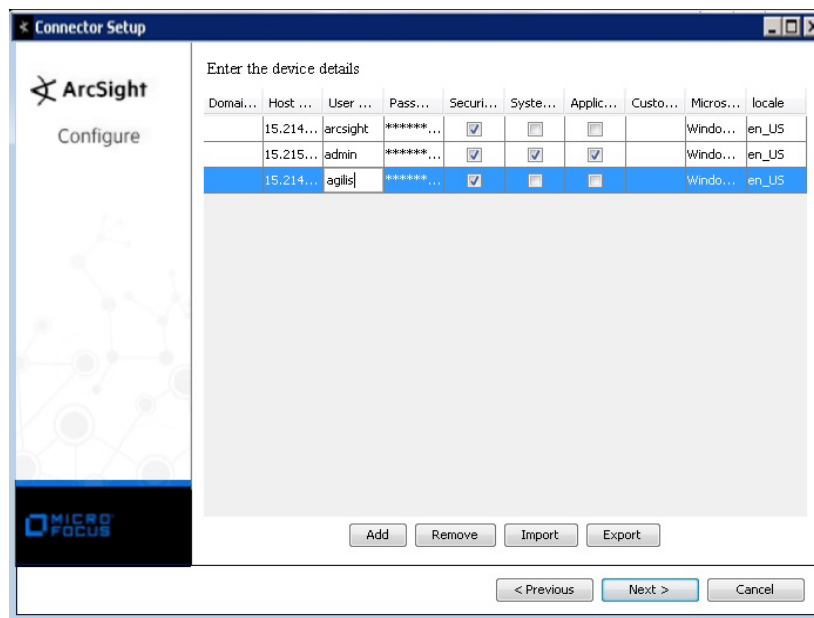 Connector Setup
ArcSight
Configure
Enter the device details
Domai... Host ... User ... Pass... Securi... Syste... Applic... Custo... Micros... locale
15.214... arcsight ******... Windo... en_US
15.215... admin ******... Windo... en_US
15.214... agilis ******... Windo... en_US
MICRO
FOCUS
Add Remove Import Export
< Previous Next > Cancel